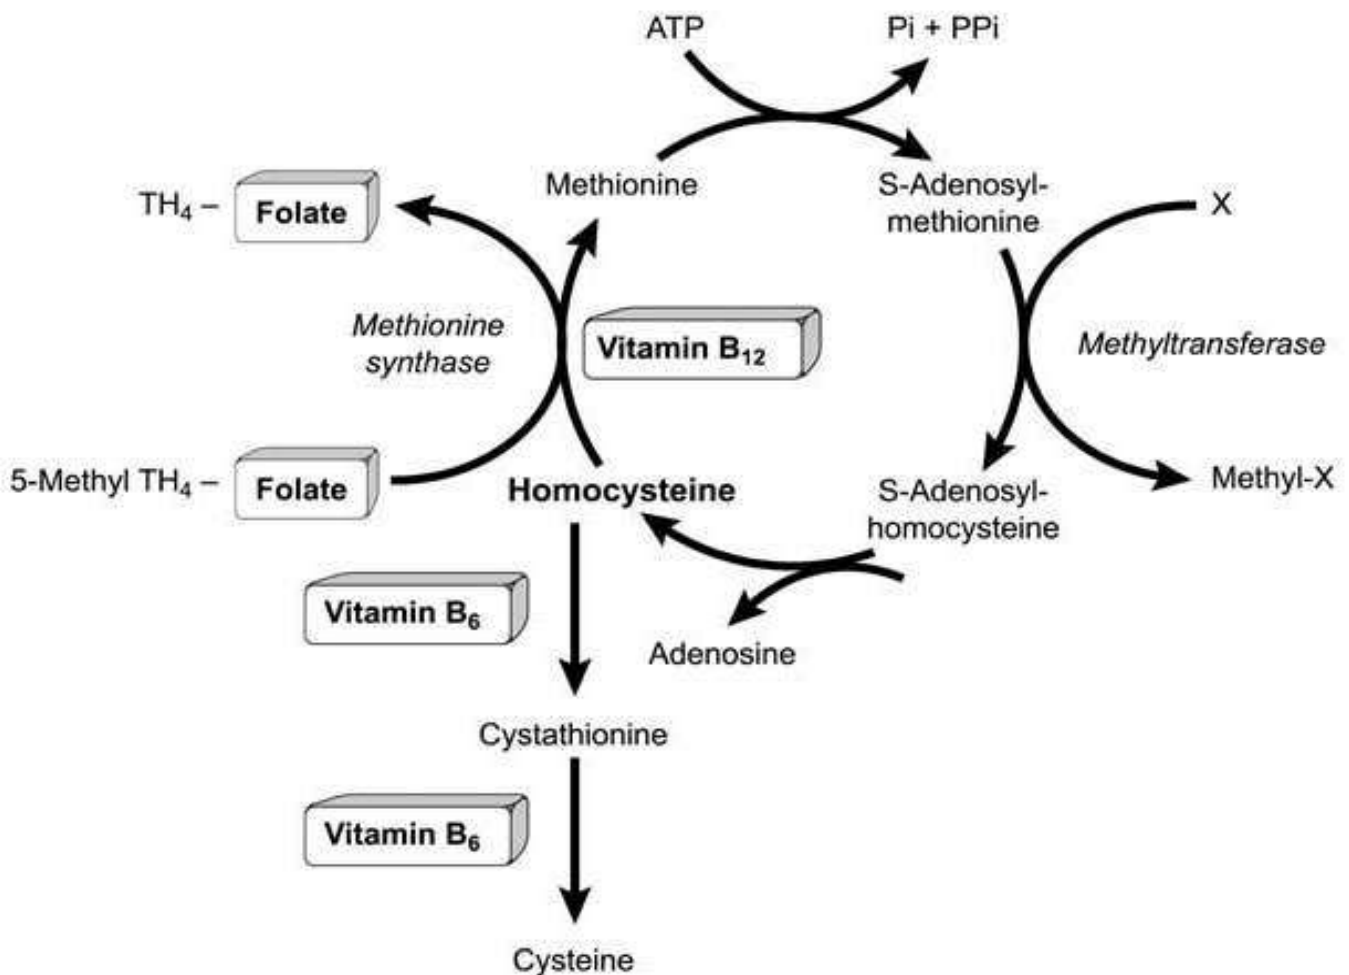 ATP
Pi + PPi
Methionine
S-Adenosyl-
methionine
TH₄ – Folate
X
Methionine
synthase
Vitamin B₁₂
Methyltransferase
5-Methyl TH₄ – Folate
Homocysteine
S-Adenosyl-
homocysteine
Methyl-X
Vitamin B₆
Adenosine
Cystathionine
Vitamin B₆
Cysteine